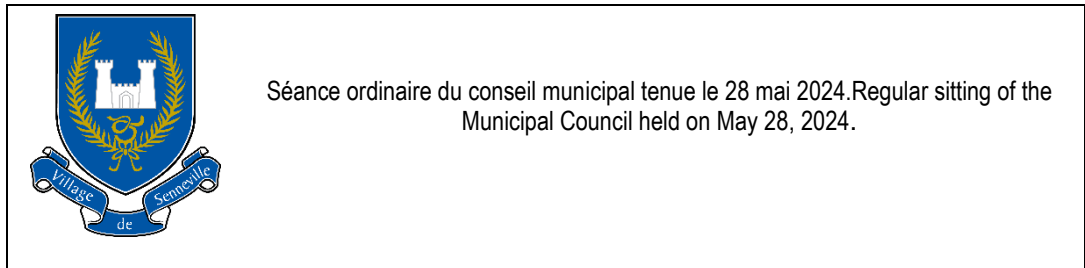 Séance ordinaire du conseil municipal tenue le 28 mai 2024.Regular sitting of the
Municipal Council held on May 28, 2024.
Village
de
Senneville